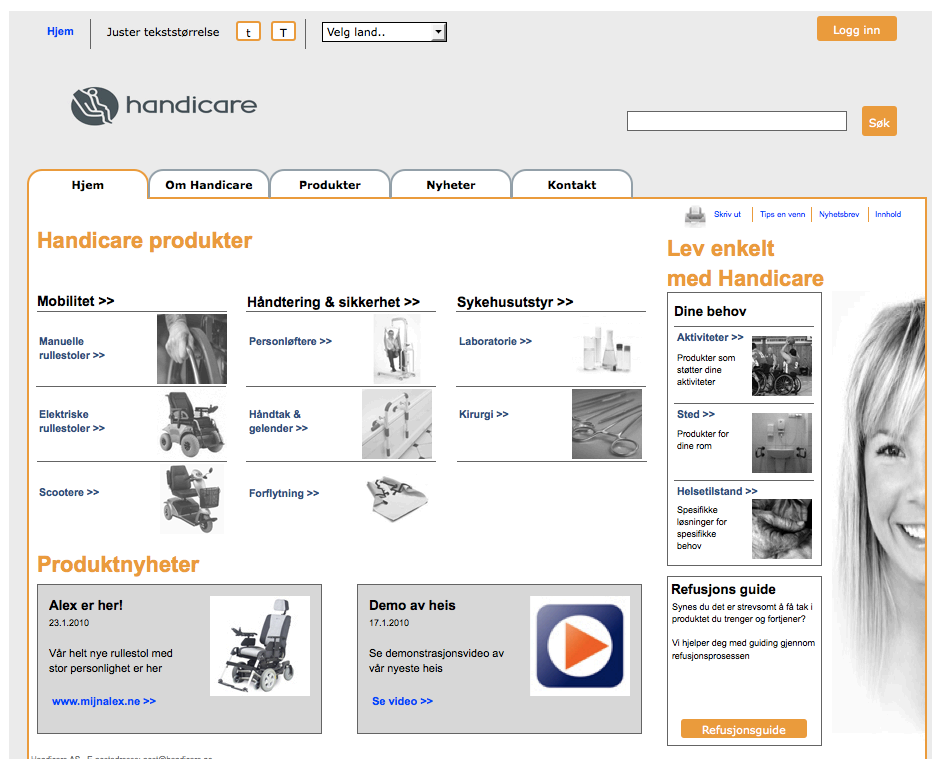 Hjem
Juster tekststørrelse
t
T
Velg land..
Logg inn
handicare
Søk
Hjem
Om Handicare
Produkter
Nyheter
Kontakt
Skriv ut
Tips en venn
Nyhetsbrev
Innhold
Handicare produkter
Mobilitet >>
Manuelle
rullestoler >>
Elektriske
rullestoler >>
Scootere >>
Håndtering & sikkerhet >>
Personløftere >>
Håndtak &
gelender >>
Forflytning >>
Sykehusutstyr >>
Laboratorie >>
Kirurgi >>
Lev enkelt
med Handicare
Dine behov
Aktiviteter >>
Produkter som
støtter dine
aktiviteter
Sted >>
Produkter for
dine rom
Helsetilstand >>
Spesifikke
løsninger for
spesifikke
behov
Produktnyheter
Alex er her!
23.1.2010
Vår helt nye rullestol med
stor personlighet er her
www.mijnalex.ne >>
Demo av heis
17.1.2010
Se demonstrasjonsvideo av
vår nyeste heis
Se video >>
Refusjons guide
Synes du det er strevsomt å få tak i
produktet du trenger og fortjener?
Vi hjelper deg med guiding gjennom
refusjonsprosessen
Refusjonsguide